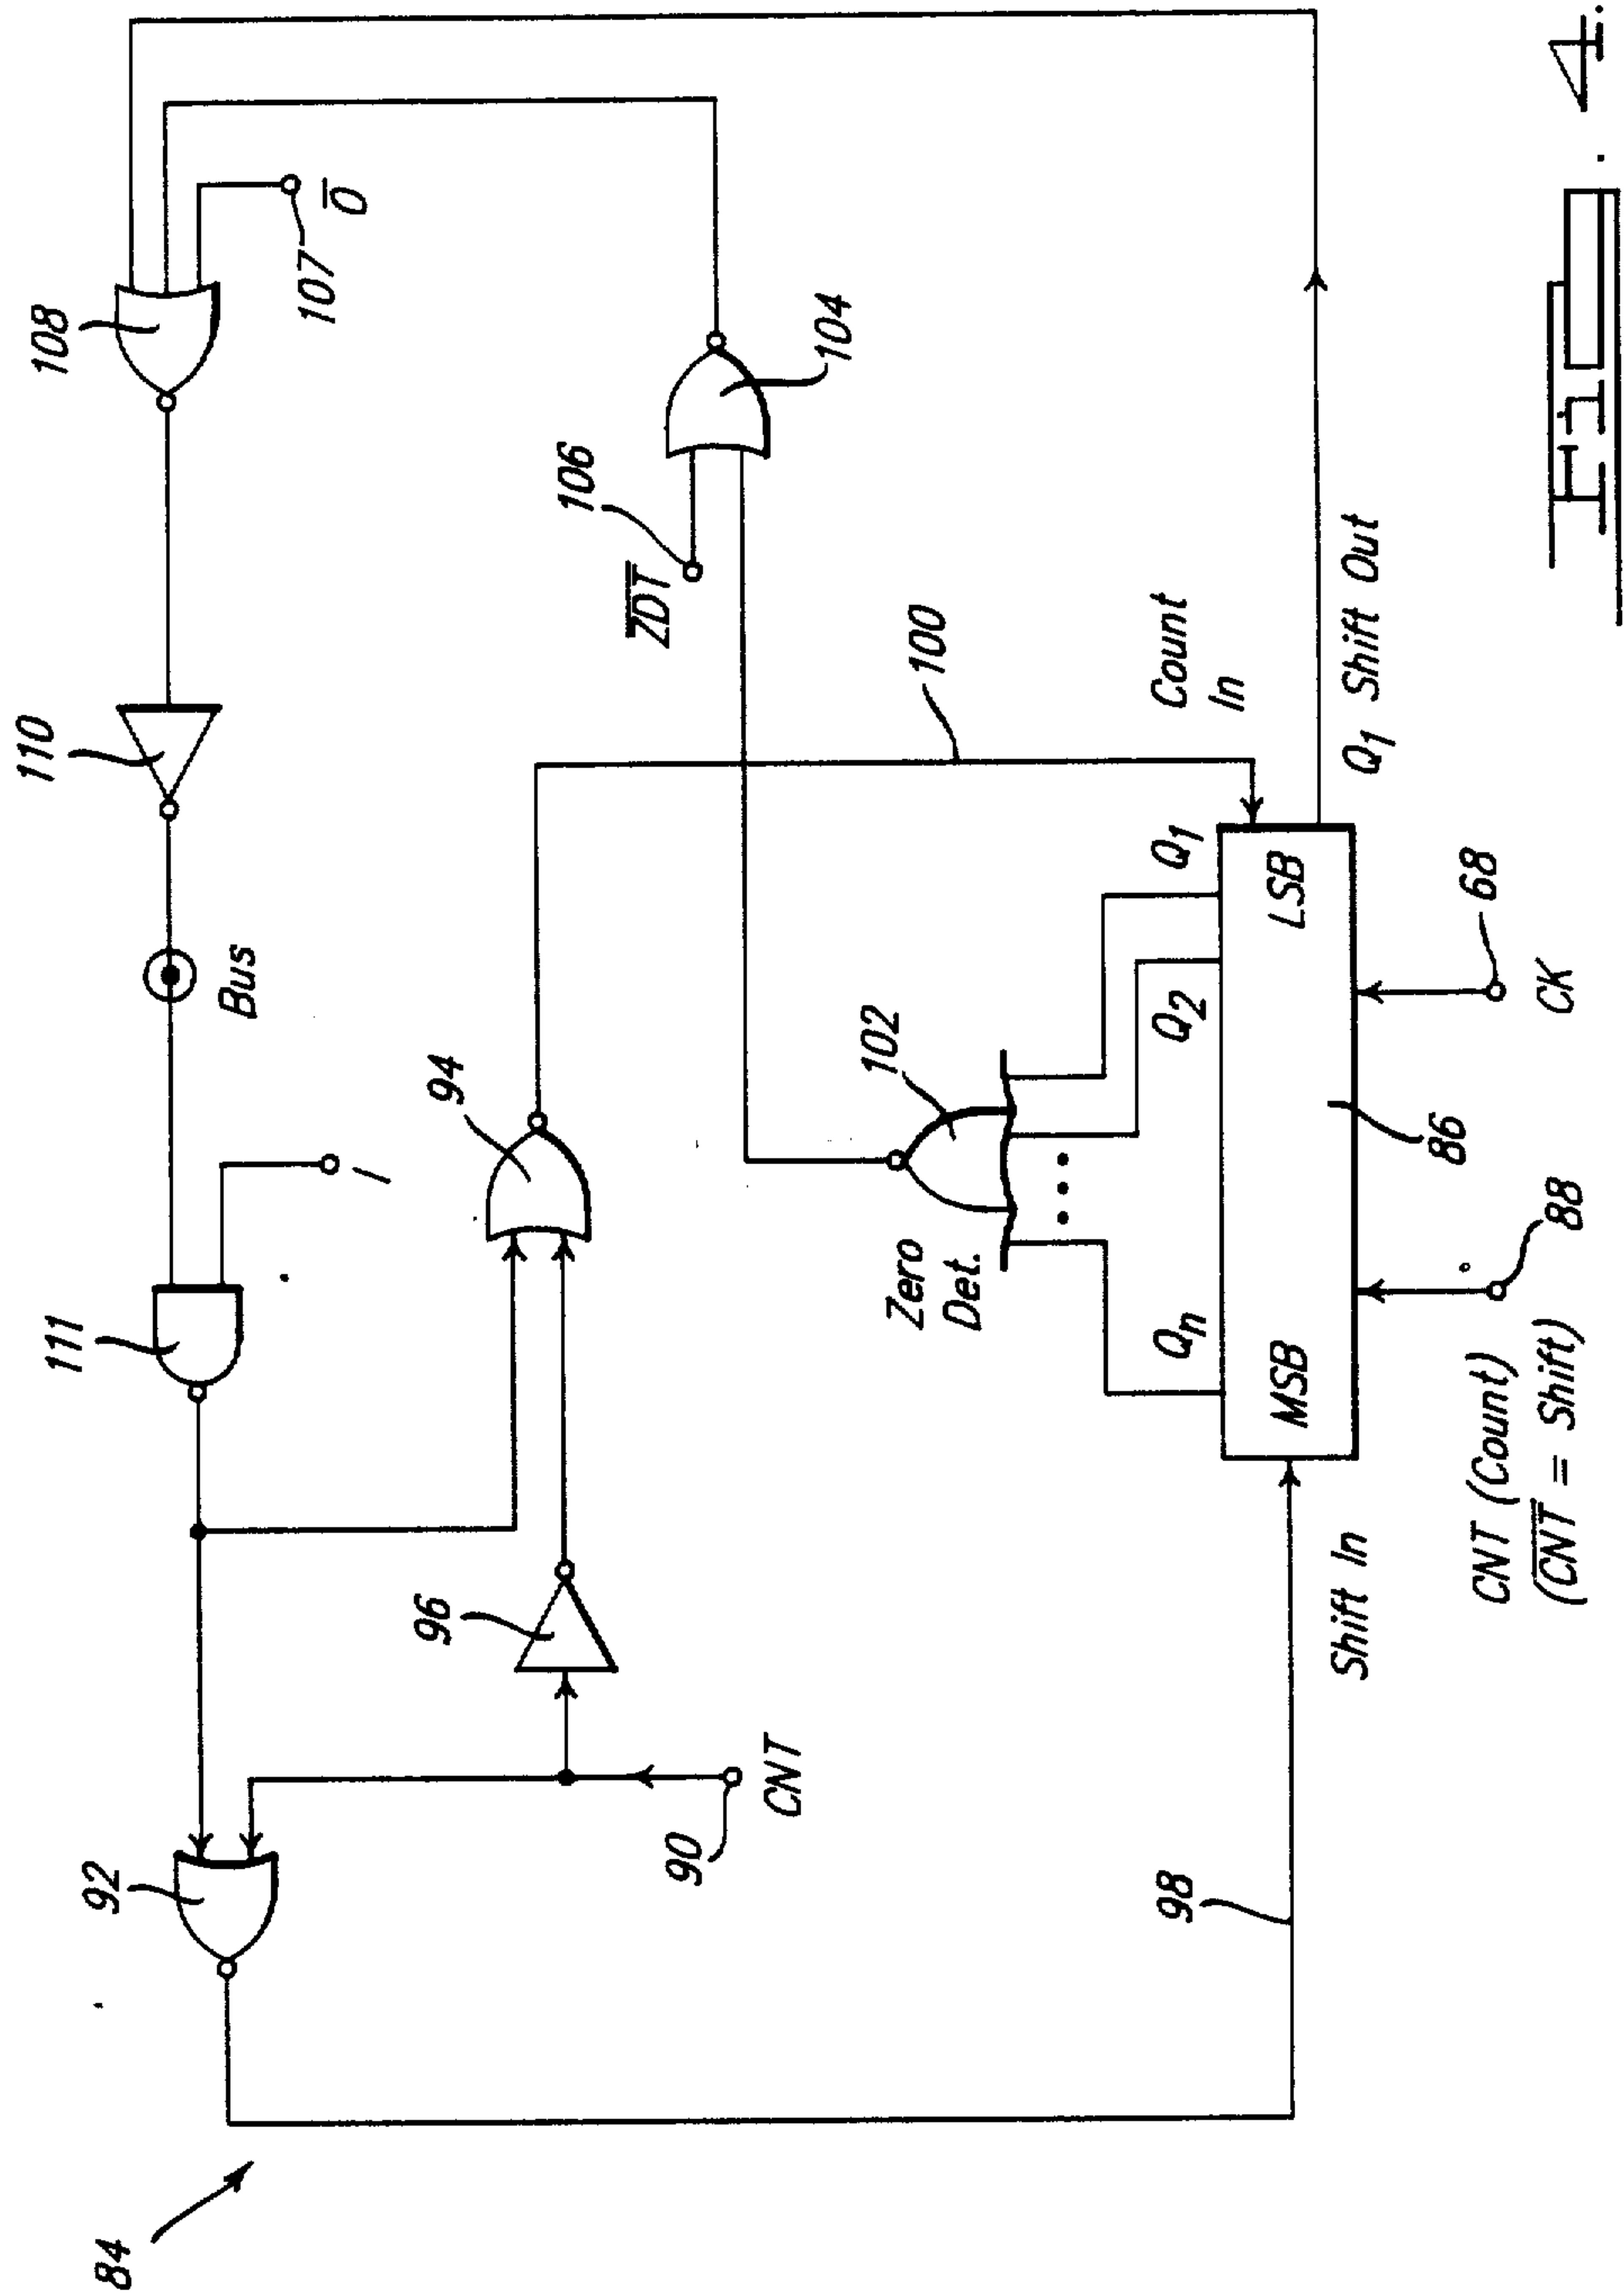 84
92
111
110
108
Bus
I
107 O̅
94
96
90
CNT
106
Z̅D̅T̅
104
100
Zero
Det.
102
Count
In
98
Shift In
Qn
Q2
Q1
MSB
LSB
Q1 Shift Out
86
88
68
CK
CNT (Count)
(C̅N̅T̅ = Shift)
Fig. 4.